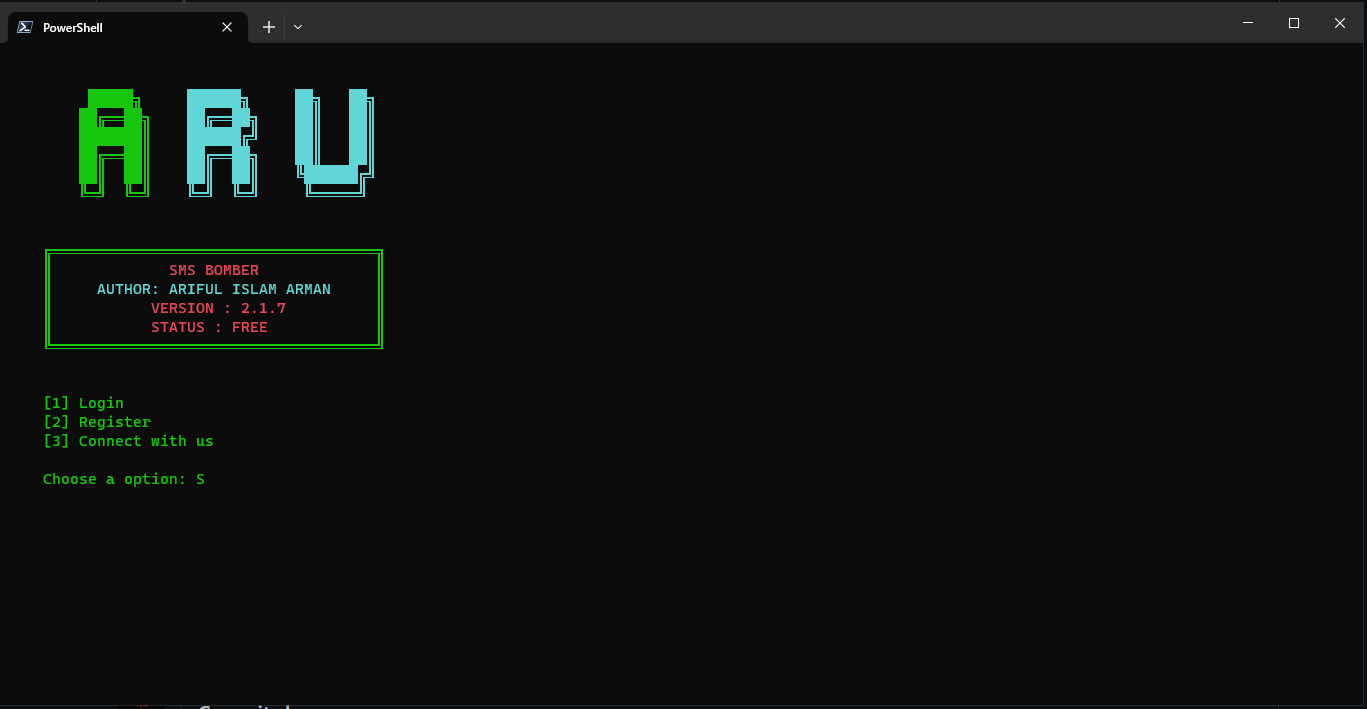 PowerShell
ARU
SMS BOMBER
AUTHOR: ARIFUL ISLAM ARMAN
VERSION : 2.1.7
STATUS : FREE
[1] Login
[2] Register
[3] Connect with us
Choose a option: S